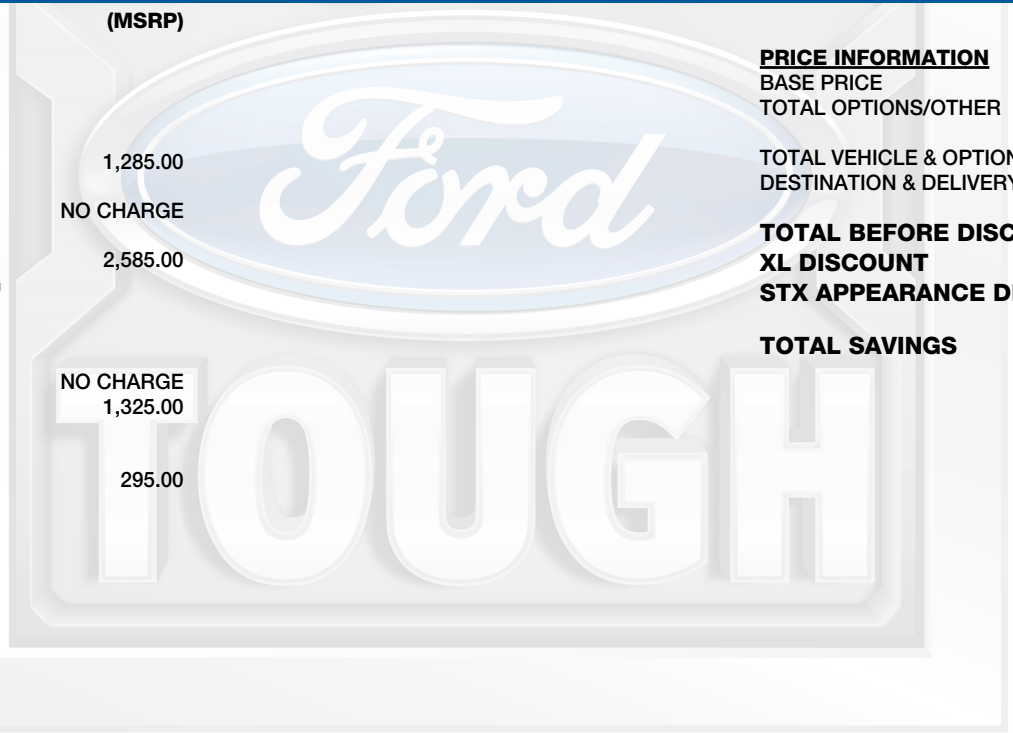 (MSRP)
1,285.00
NO CHARGE
2,585.00
NO CHARGE
1,325.00
295.00
PRICE INFORMATION
BASE PRICE
TOTAL OPTIONS/OTHER
TOTAL VEHICLE & OPTION
DESTINATION & DELIVERY
TOTAL BEFORE DISC
XL DISCOUNT
STX APPEARANCE DI
TOTAL SAVINGS
Ford
TOUGH